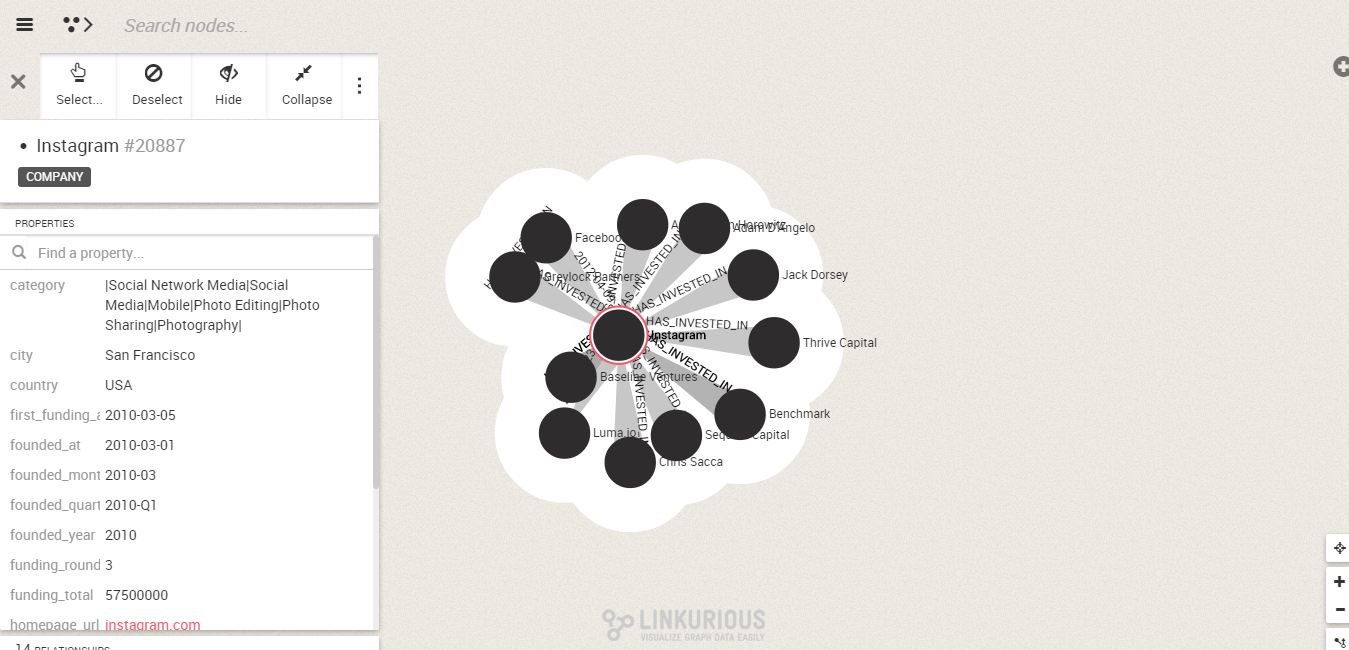 Search nodes...
Select...
Deselect
Hide
Collapse
Instagram #20887
COMPANY
PROPERTIES
Find a property...
category |Social Network Media|Social
Media|Mobile|Photo Editing|Photo
Sharing|Photography|
city San Francisco
country USA
first_funding_a 2010-03-05
founded_at 2010-03-01
founded_mont 2010-03
founded_quart 2010-Q1
founded_year 2010
funding_round 3
funding_total 57500000
homepage_url instagram.com
14 RELATIONSHIPS
Facebook
Horowitz
Adam D'Angelo
Greylock Partners
Jack Dorsey
HAS_INVESTED_IN
HAS_INVESTED_IN
Instagram
Thrive Capital
HAS_INVESTED_IN
Baseline Ventures
Benchmark
Luma.io
Sequoia Capital
Chris Sacca
LINKURIOUS
VISUALIZE GRAPH DATA EASILY